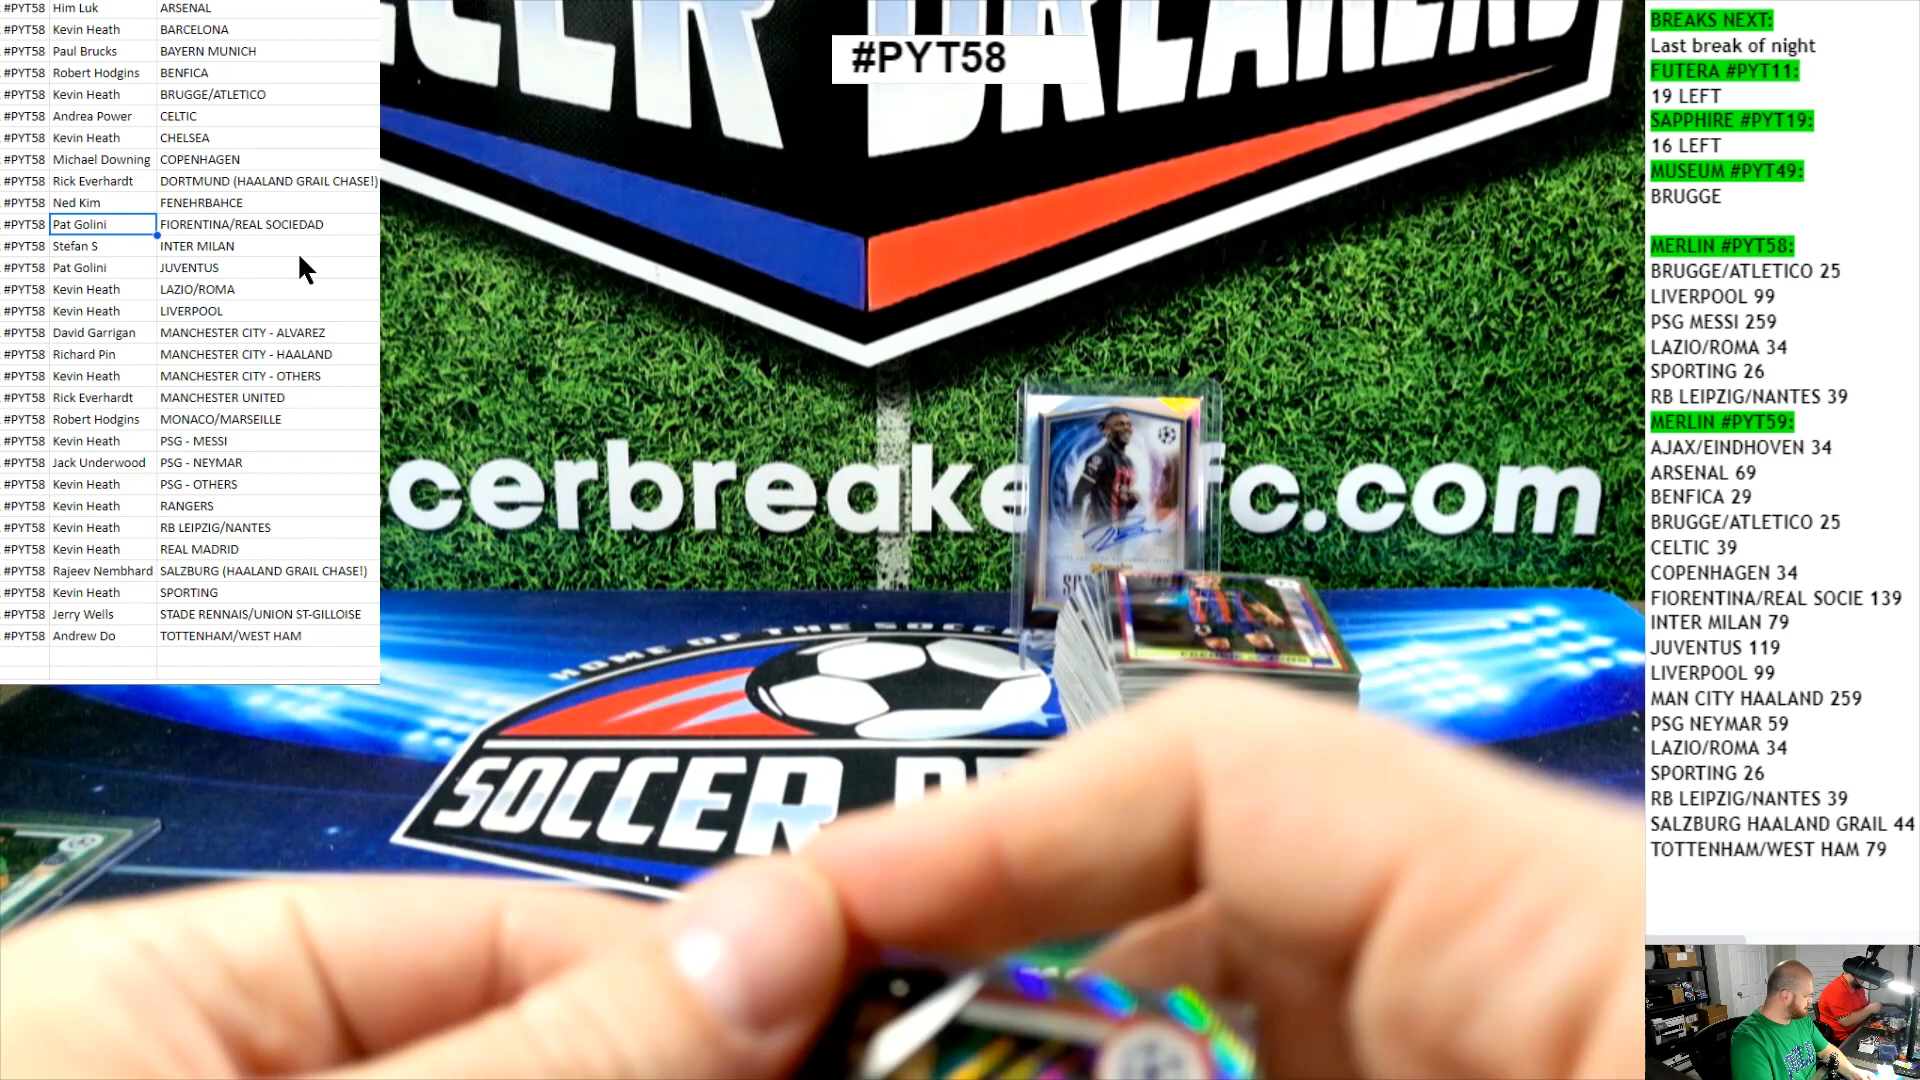 #PYT58 Him Luk ARSENAL
#PYT58 Kevin Heath BARCELONA
#PYT58 Paul Brucks BAYERN MUNICH
#PYT58 Robert Hodgins BENFICA
#PYT58 Kevin Heath BRUGGE/ATLETICO
#PYT58 Andrea Power CELTIC
#PYT58 Kevin Heath CHELSEA
#PYT58 Michael Downing COPENHAGEN
#PYT58 Rick Everhardt DORTMUND (HAALAND GRAIL CHASE!)
#PYT58 Ned Kim FENEHRBAHCE
#PYT58 Pat Golini FIORENTINA/REAL SOCIEDAD
#PYT58 Stefan S INTER MILAN
#PYT58 Pat Golini JUVENTUS
#PYT58 Kevin Heath LAZIO/ROMA
#PYT58 Kevin Heath LIVERPOOL
#PYT58 David Garrigan MANCHESTER CITY - ALVAREZ
#PYT58 Richard Pin MANCHESTER CITY - HAALAND
#PYT58 Kevin Heath MANCHESTER CITY - OTHERS
#PYT58 Rick Everhardt MANCHESTER UNITED
#PYT58 Robert Hodgins MONACO/MARSEILLE
#PYT58 Kevin Heath PSG - MESSI
#PYT58 Jack Underwood PSG - NEYMAR
#PYT58 Kevin Heath PSG - OTHERS
#PYT58 Kevin Heath RANGERS
#PYT58 Kevin Heath RB LEIPZIG/NANTES
#PYT58 Kevin Heath REAL MADRID
#PYT58 Rajeev Nembhard SALZBURG (HAALAND GRAIL CHASE!)
#PYT58 Kevin Heath SPORTING
#PYT58 Jerry Wells STADE RENNAIS/UNION ST-GILLOISE
#PYT58 Andrew Do TOTTENHAM/WEST HAM
#PYT58
cerbreake fc.com
HOME OF THE SOCCE
SOCCER
BREAKS NEXT:
Last break of night
FUTERA #PYT11:
19 LEFT
SAPPHIRE #PYT19:
16 LEFT
MUSEUM #PYT49:
BRUGGE
MERLIN #PYT58:
BRUGGE/ATLETICO 25
LIVERPOOL 99
PSG MESSI 259
LAZIO/ROMA 34
SPORTING 26
RB LEIPZIG/NANTES 39
MERLIN #PYT59:
AJAX/EINDHOVEN 34
ARSENAL 69
BENFICA 29
BRUGGE/ATLETICO 25
CELTIC 39
COPENHAGEN 34
FIORENTINA/REAL SOCIE 139
INTER MILAN 79
JUVENTUS 119
LIVERPOOL 99
MAN CITY HAALAND 259
PSG NEYMAR 59
LAZIO/ROMA 34
SPORTING 26
RB LEIPZIG/NANTES 39
SALZBURG HAALAND GRAIL 44
TOTTENHAM/WEST HAM 79